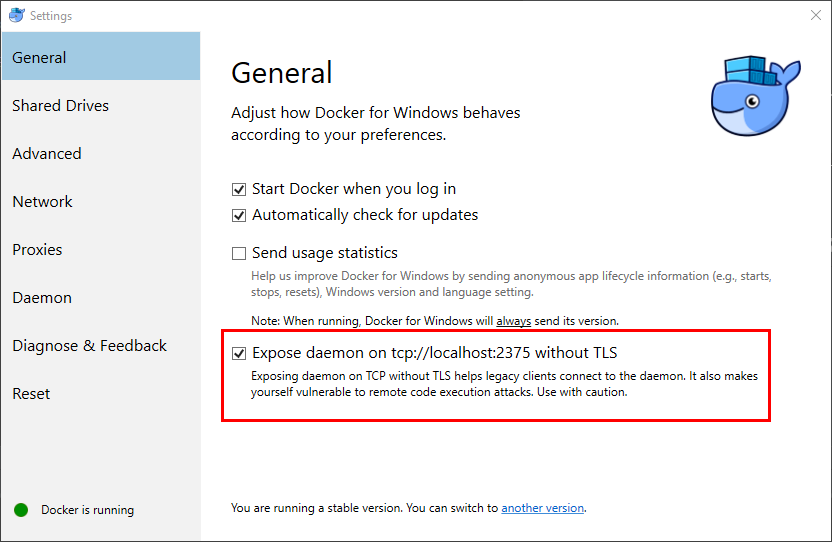 Settings
General
Shared Drives
Advanced
Network
Proxies
Daemon
Diagnose & Feedback
Reset
Docker is running
General
Adjust how Docker for Windows behaves
according to your preferences.
Start Docker when you log in
Automatically check for updates
Send usage statistics
Help us improve Docker for Windows by sending anonymous app lifecycle information (e.g., starts,
stops, resets), Windows version and language setting.
Note: When running, Docker for Windows will always send its version.
Expose daemon on tcp://localhost:2375 without TLS
Exposing daemon on TCP without TLS helps legacy clients connect to the daemon. It also makes
yourself vulnerable to remote code execution attacks. Use with caution.
You are running a stable version. You can switch to another version.